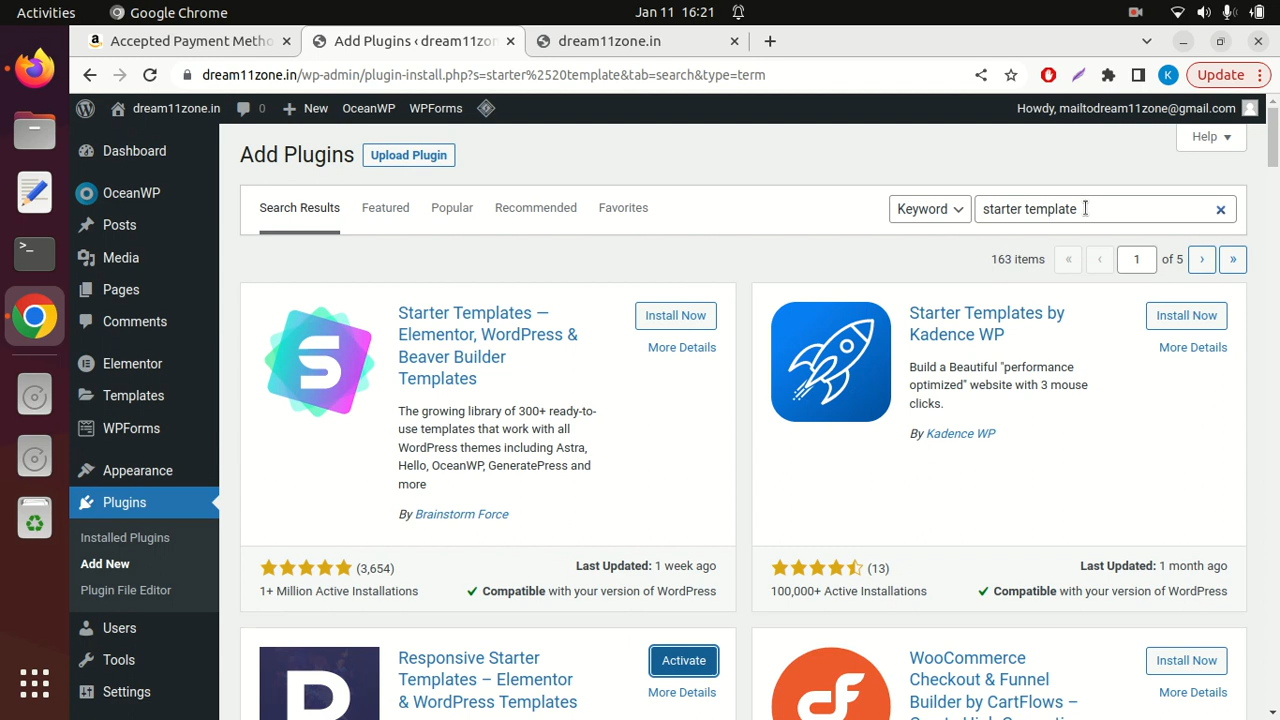 Activities
Google Chrome
Jan 11 16:21
Accepted Payment Metho
Add Plugins ‹ dream11zon
dream11zone.in
dream11zone.in/wp-admin/plugin-install.php?s=starter%2520template&tab=search&type=term
K
Update
dream11zone.in
0
New
OceanWP
WPForms
Howdy, mailtodream11zone@gmail.com
Dashboard
OceanWP
Posts
Media
Pages
Comments
Elementor
Templates
WPForms
Appearance
Plugins
Installed Plugins
Add New
Plugin File Editor
Users
Tools
Settings
Help
Add Plugins
Upload Plugin
Search Results
Featured
Popular
Recommended
Favorites
Keyword
starter template
163 items
«
‹
1
of 5
›
»
S
Starter Templates —
Elementor, WordPress &
Beaver Builder
Templates
Install Now
More Details
The growing library of 300+ ready-to-
use templates that work with all
WordPress themes including Astra,
Hello, OceanWP, GeneratePress and
more
By Brainstorm Force
(3,654)
1+ Million Active Installations
Last Updated: 1 week ago
Compatible with your version of WordPress
Starter Templates by
Kadence WP
Install Now
More Details
Build a Beautiful "performance
optimized" website with 3 mouse
clicks.
By Kadence WP
(13)
100,000+ Active Installations
Last Updated: 1 month ago
Compatible with your version of WordPress
Responsive Starter
Templates – Elementor
& WordPress Templates
Activate
More Details
WooCommerce
Checkout & Funnel
Builder by CartFlows –
Install Now
More Details